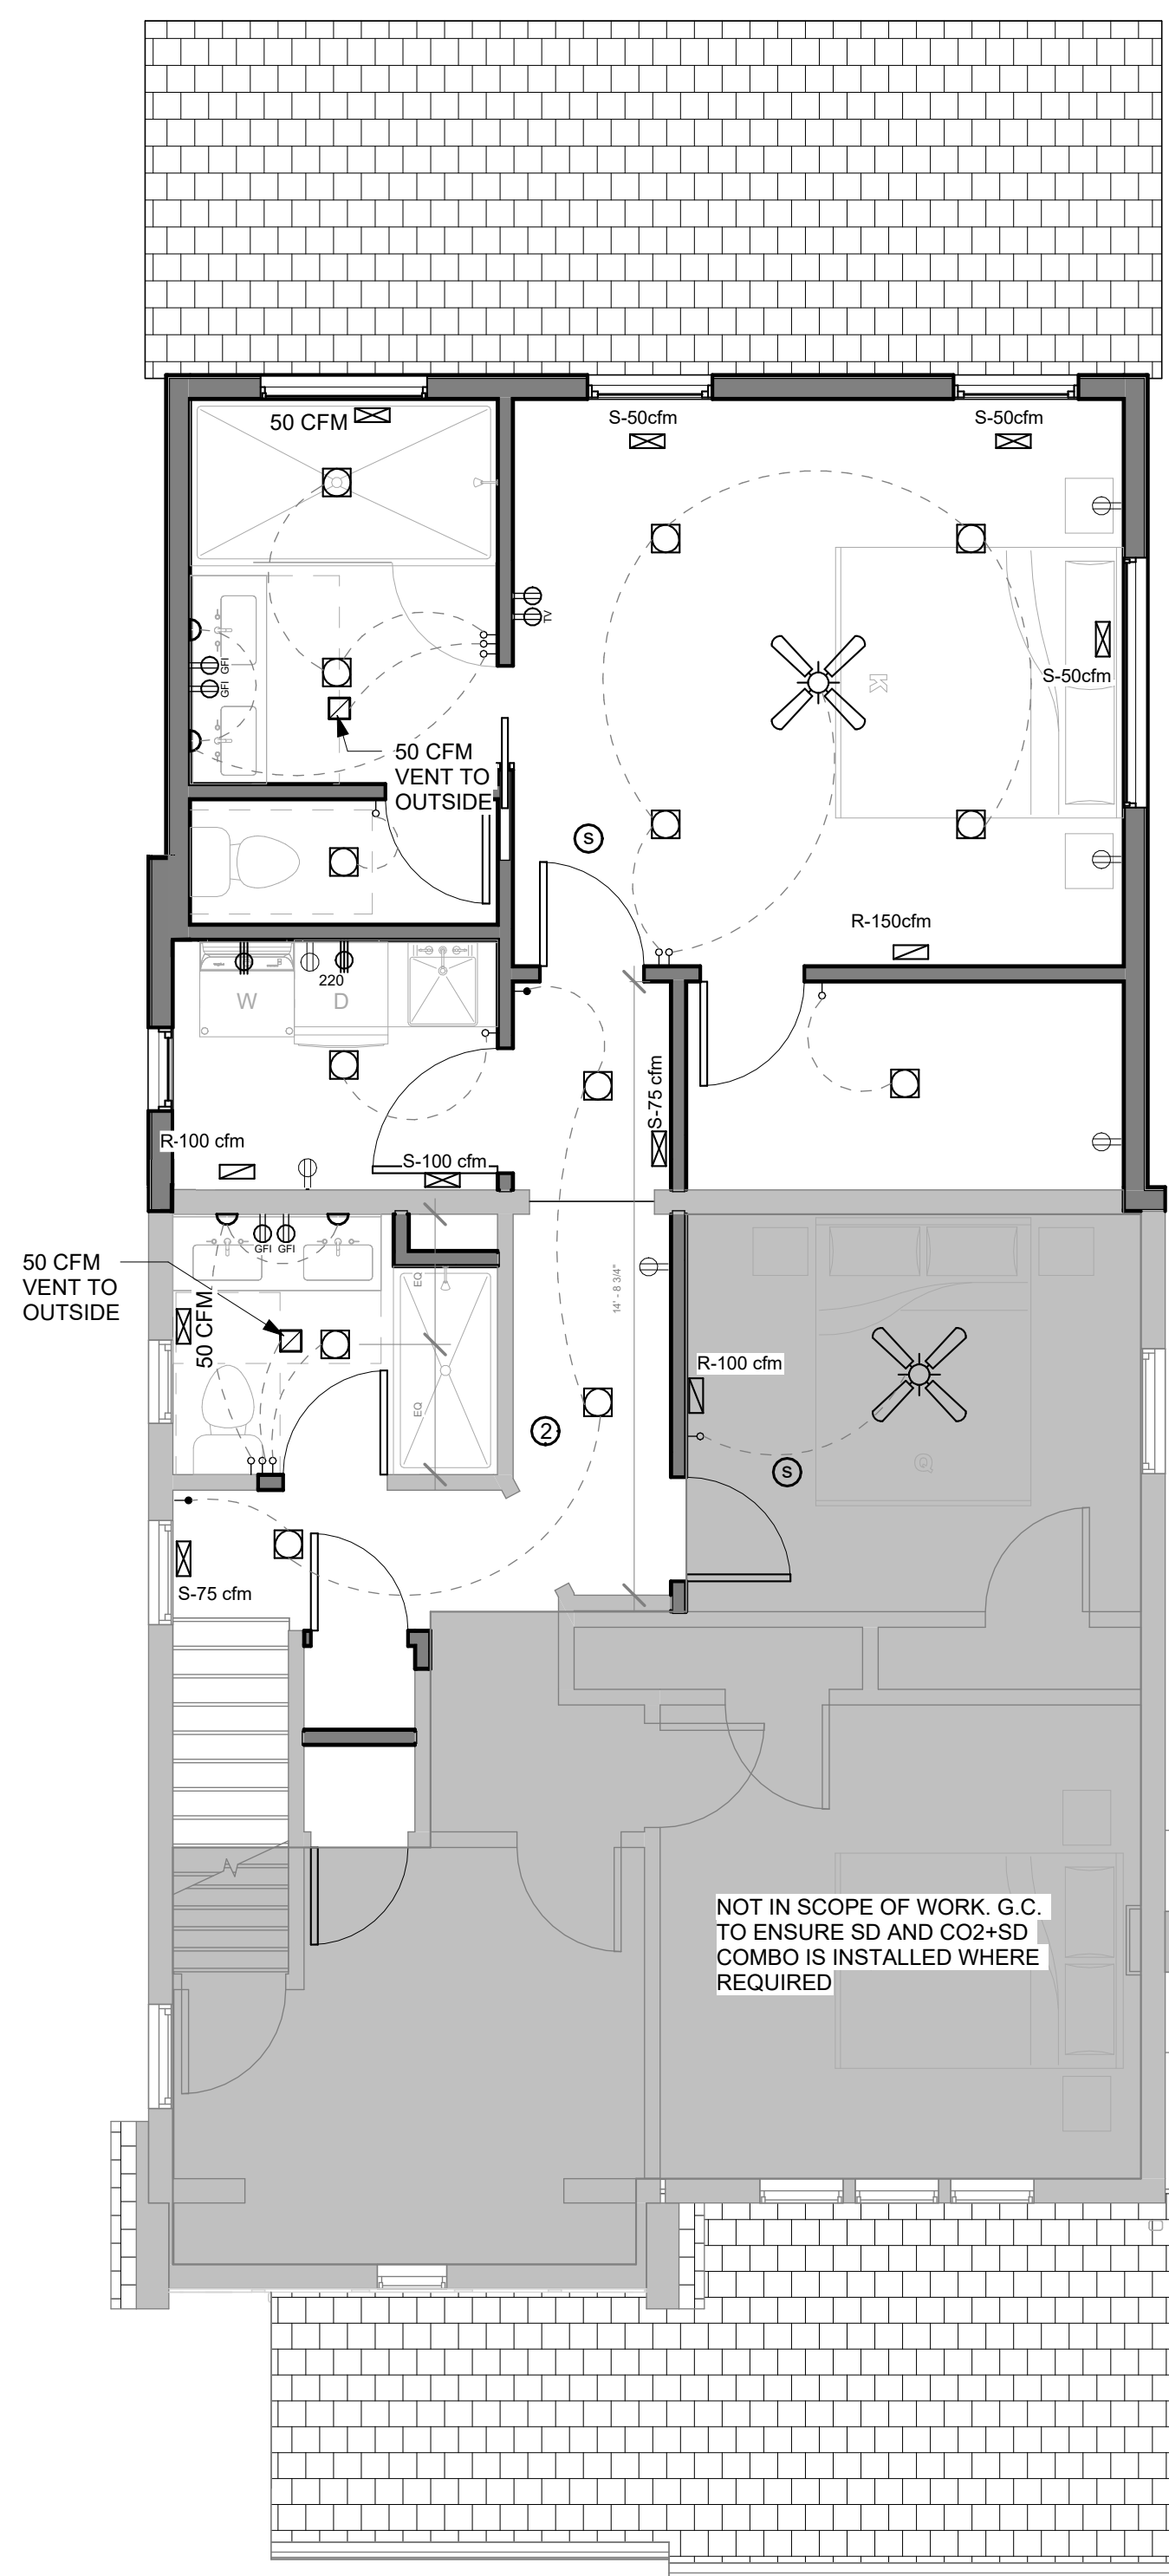 50 CFM
S-50cfm
S-50cfm
TV
GFI
GFI
K
S-50cfm
50 CFM
VENT TO
OUTSIDE
S
R-150cfm
220
W
D
S-75 cfm
R-100 cfm
S-100 cfm
GFI
GFI
50 CFM
VENT TO
OUTSIDE
50 CFM
EQ
EQ
14' - 8 3/4"
R-100 cfm
2
S
Q
S-75 cfm
NOT IN SCOPE OF WORK. G.C.
TO ENSURE SD AND CO2+SD
COMBO IS INSTALLED WHERE
REQUIRED